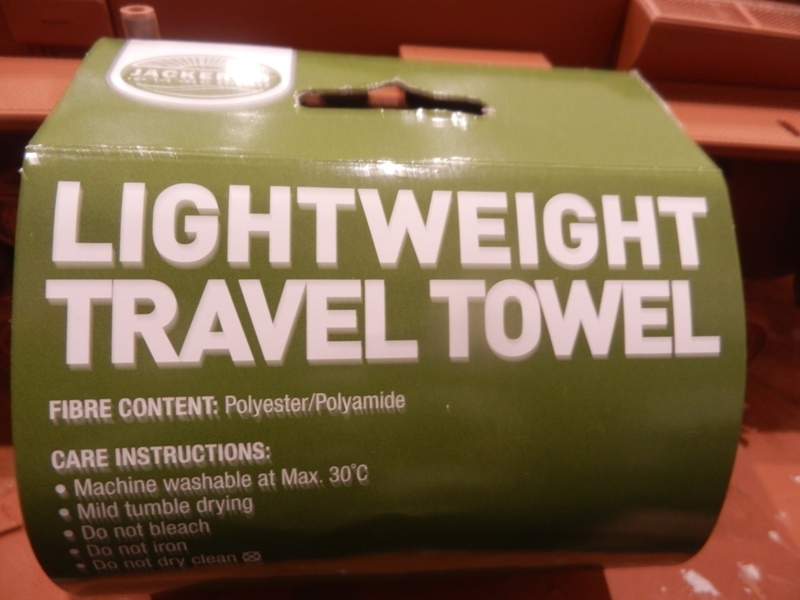 LIGHTWEIGHT
TRAVEL TOWEL
FIBRE CONTENT: Polyester/Polyamide
CARE INSTRUCTIONS:
• Machine washable at Max. 30°C
• Mild tumble drying
• Do not bleach
• Do not iron
• Do not dry clean